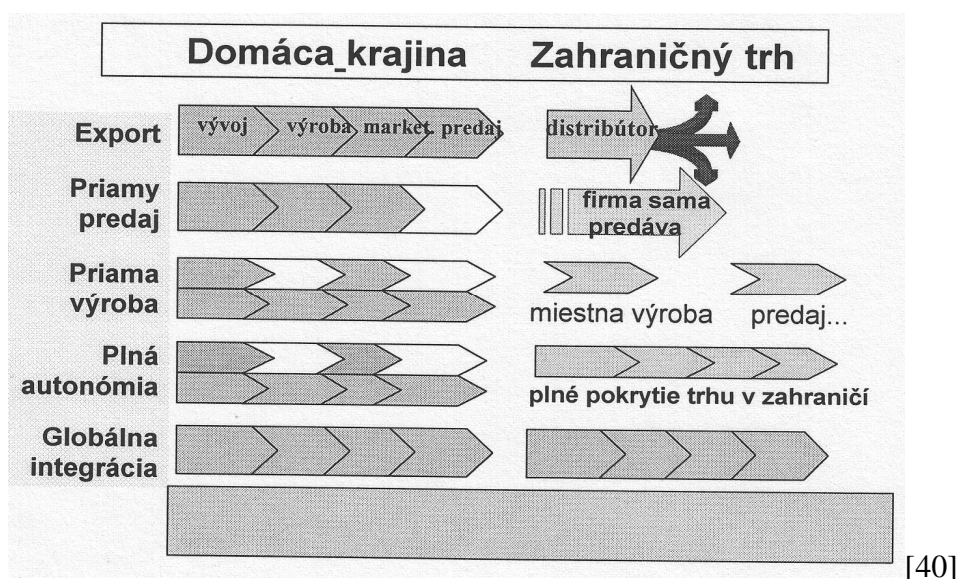 Domáca_krajina Zahraničný trh
Export vývoj výroba market. predaj distribútor
Priamy
predaj
firma sama
predáva
Priama
výroba
miestna výroba predaj...
Plná
autonómia
plné pokrytie trhu v zahraničí
Globálna
integrácia
[40]